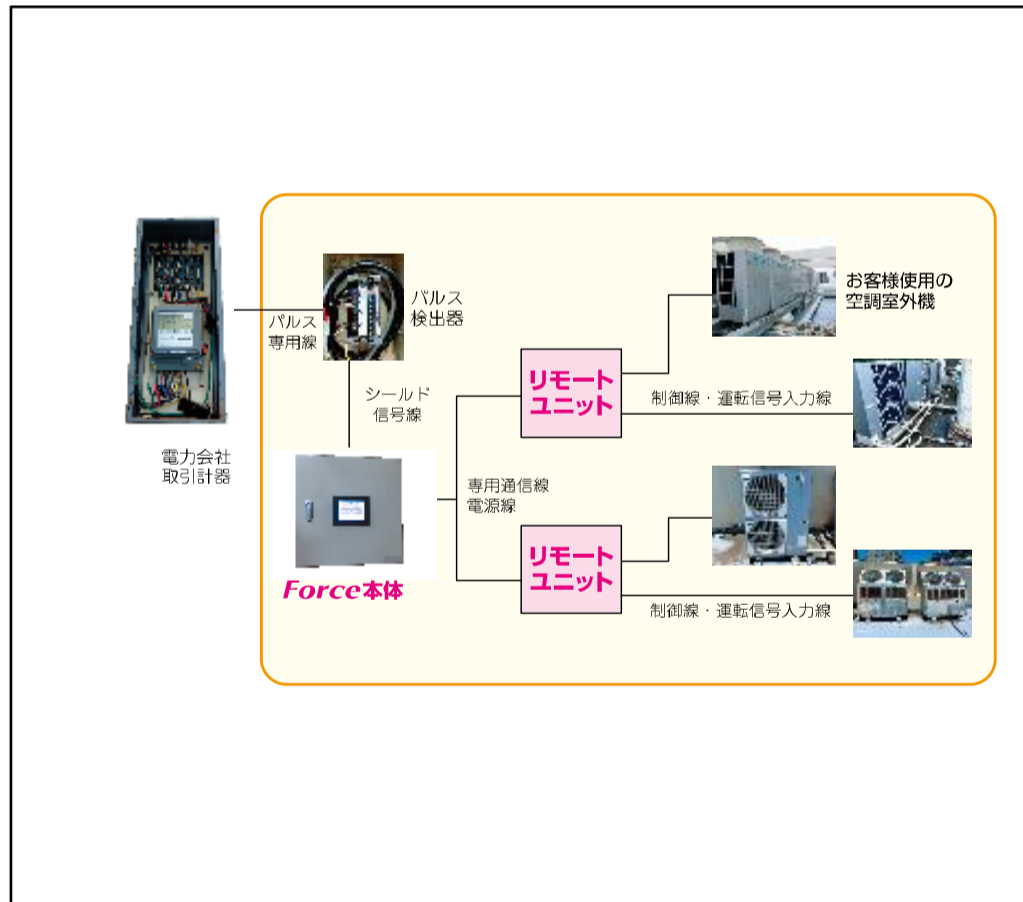 電力会社
取引計器
パルス
専用線
パルス
検出器
シールド
信号線
Force本体
専用通信線
電源線
リモート
ユニット
お客様使用の
空調室外機
制御線・運転信号入力線
リモート
ユニット
制御線・運転信号入力線